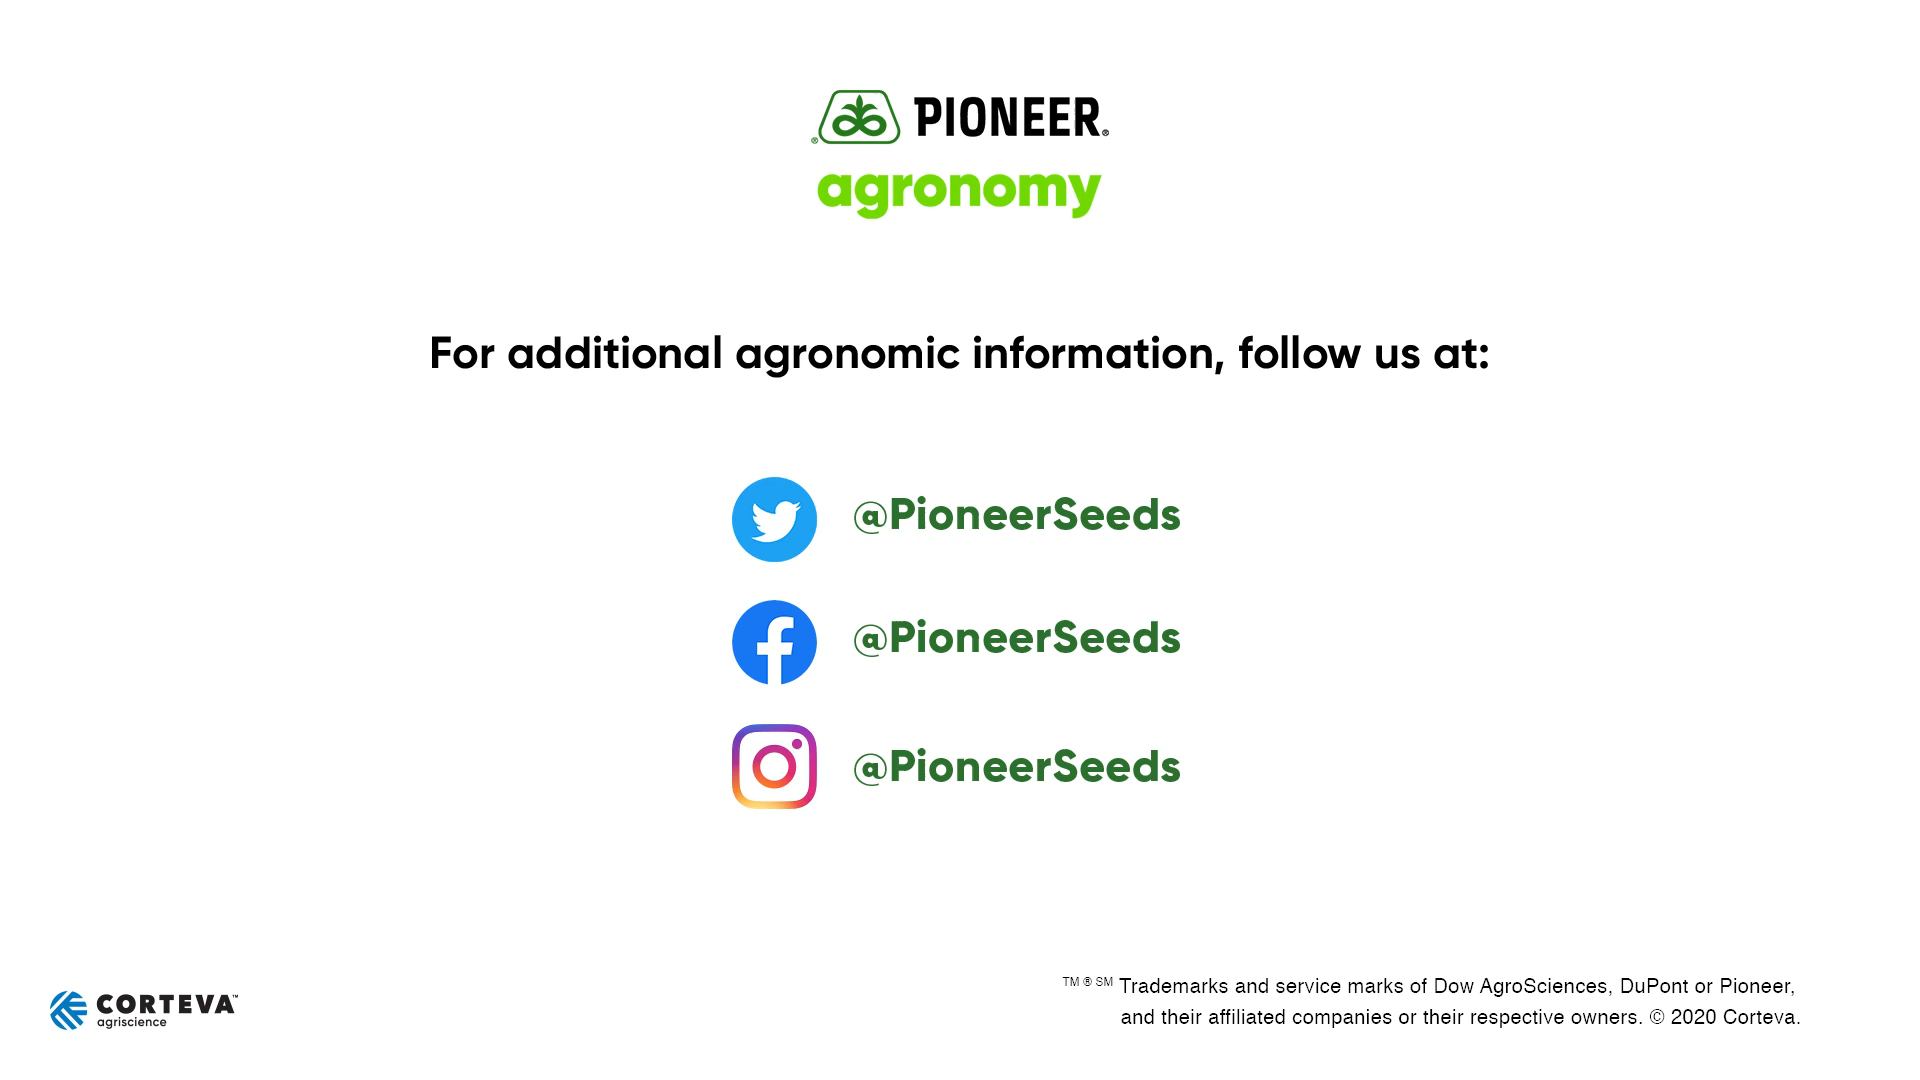 PIONEER®
agronomy
For additional agronomic information, follow us at:
@PioneerSeeds
@PioneerSeeds
@PioneerSeeds
CORTEVA™
agriscience
TM ® SM Trademarks and service marks of Dow AgroSciences, DuPont or Pioneer,
and their affiliated companies or their respective owners. © 2020 Corteva.